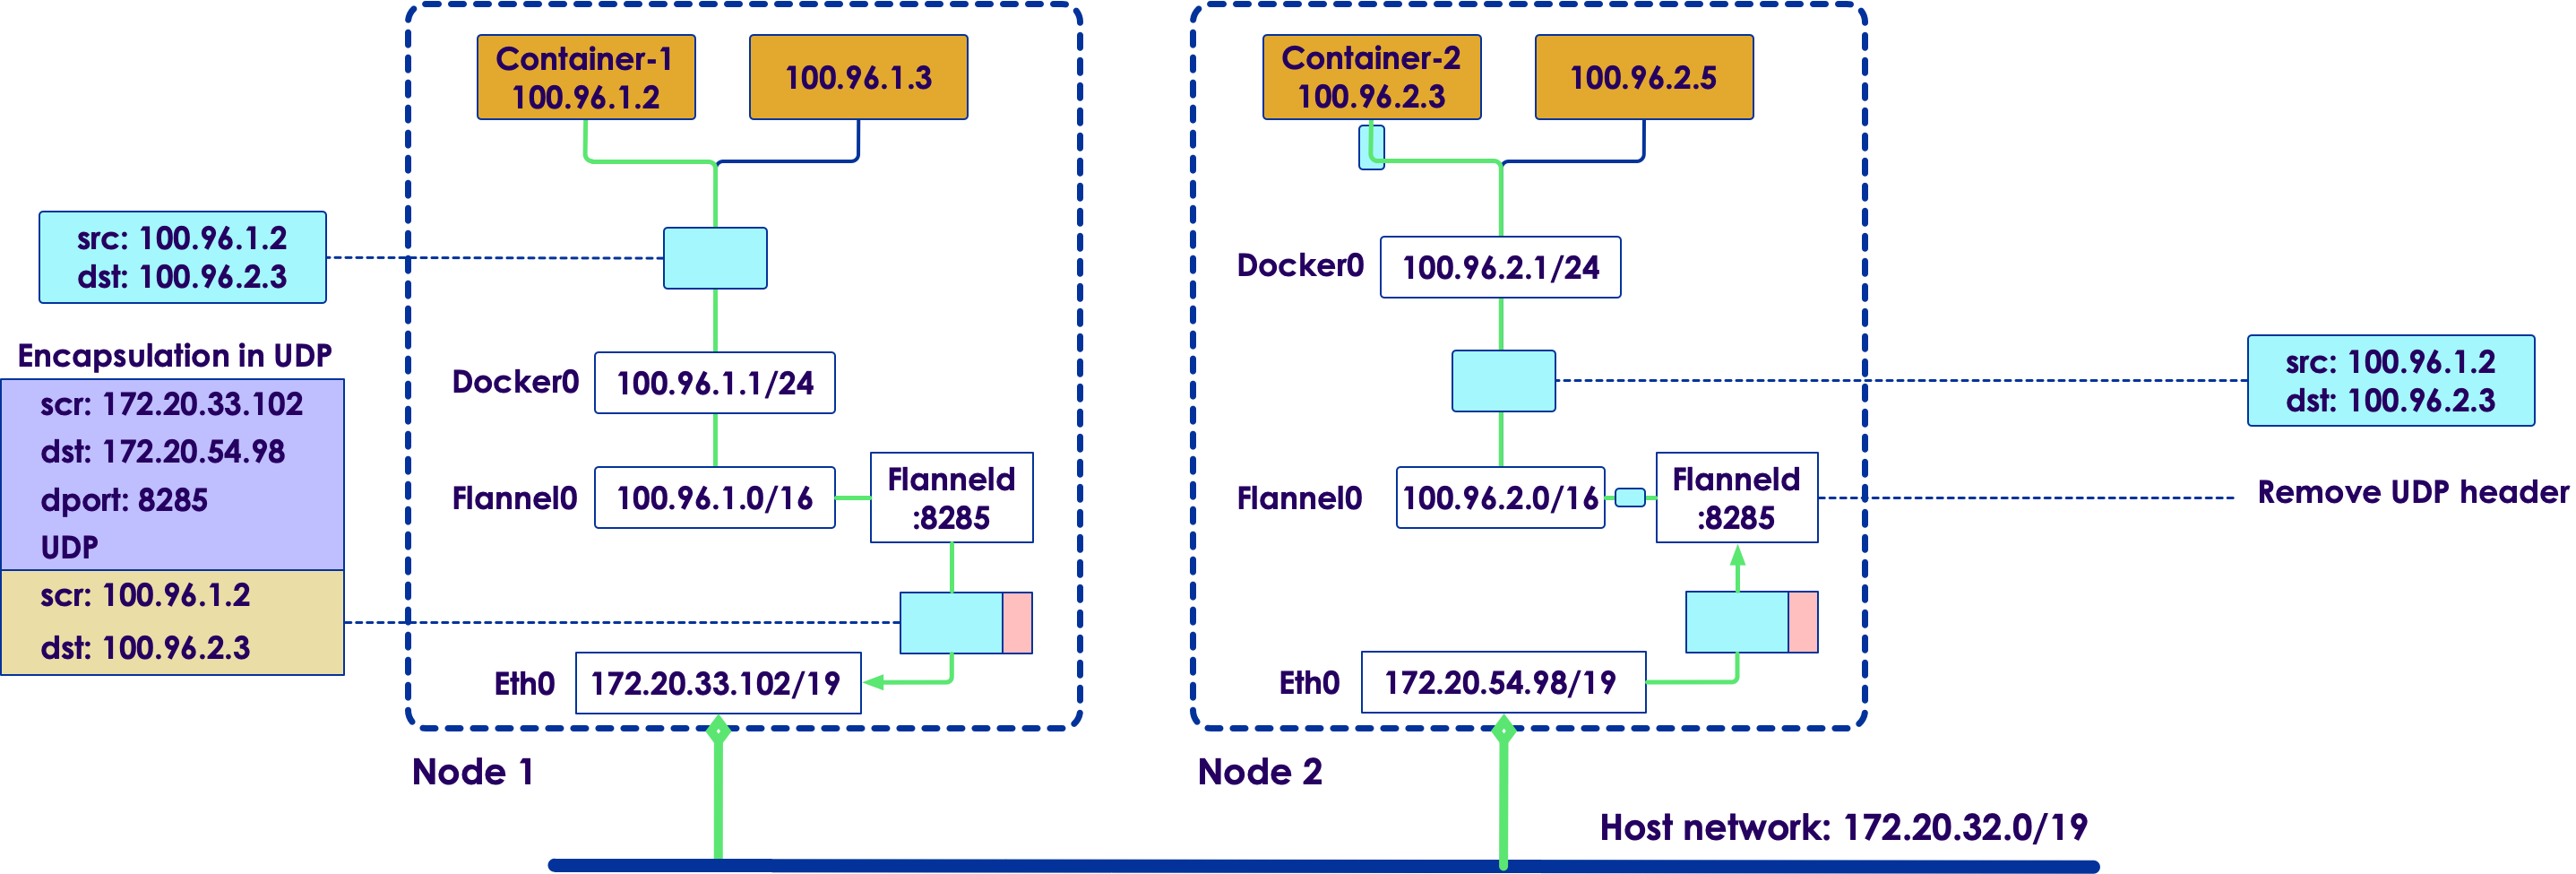 Container-1
100.96.1.2
100.96.1.3
src: 100.96.1.2
dst: 100.96.2.3
Encapsulation in UDP
scr: 172.20.33.102
dst: 172.20.54.98
dport: 8285
UDP
scr: 100.96.1.2
dst: 100.96.2.3
Docker0
100.96.1.1/24
Flannel0
100.96.1.0/16
Flanneld
:8285
Eth0
172.20.33.102/19
Node 1
Container-2
100.96.2.3
100.96.2.5
Docker0
100.96.2.1/24
src: 100.96.1.2
dst: 100.96.2.3
Flannel0
100.96.2.0/16
Flanneld
:8285
Remove UDP header
Eth0
172.20.54.98/19
Node 2
Host network: 172.20.32.0/19